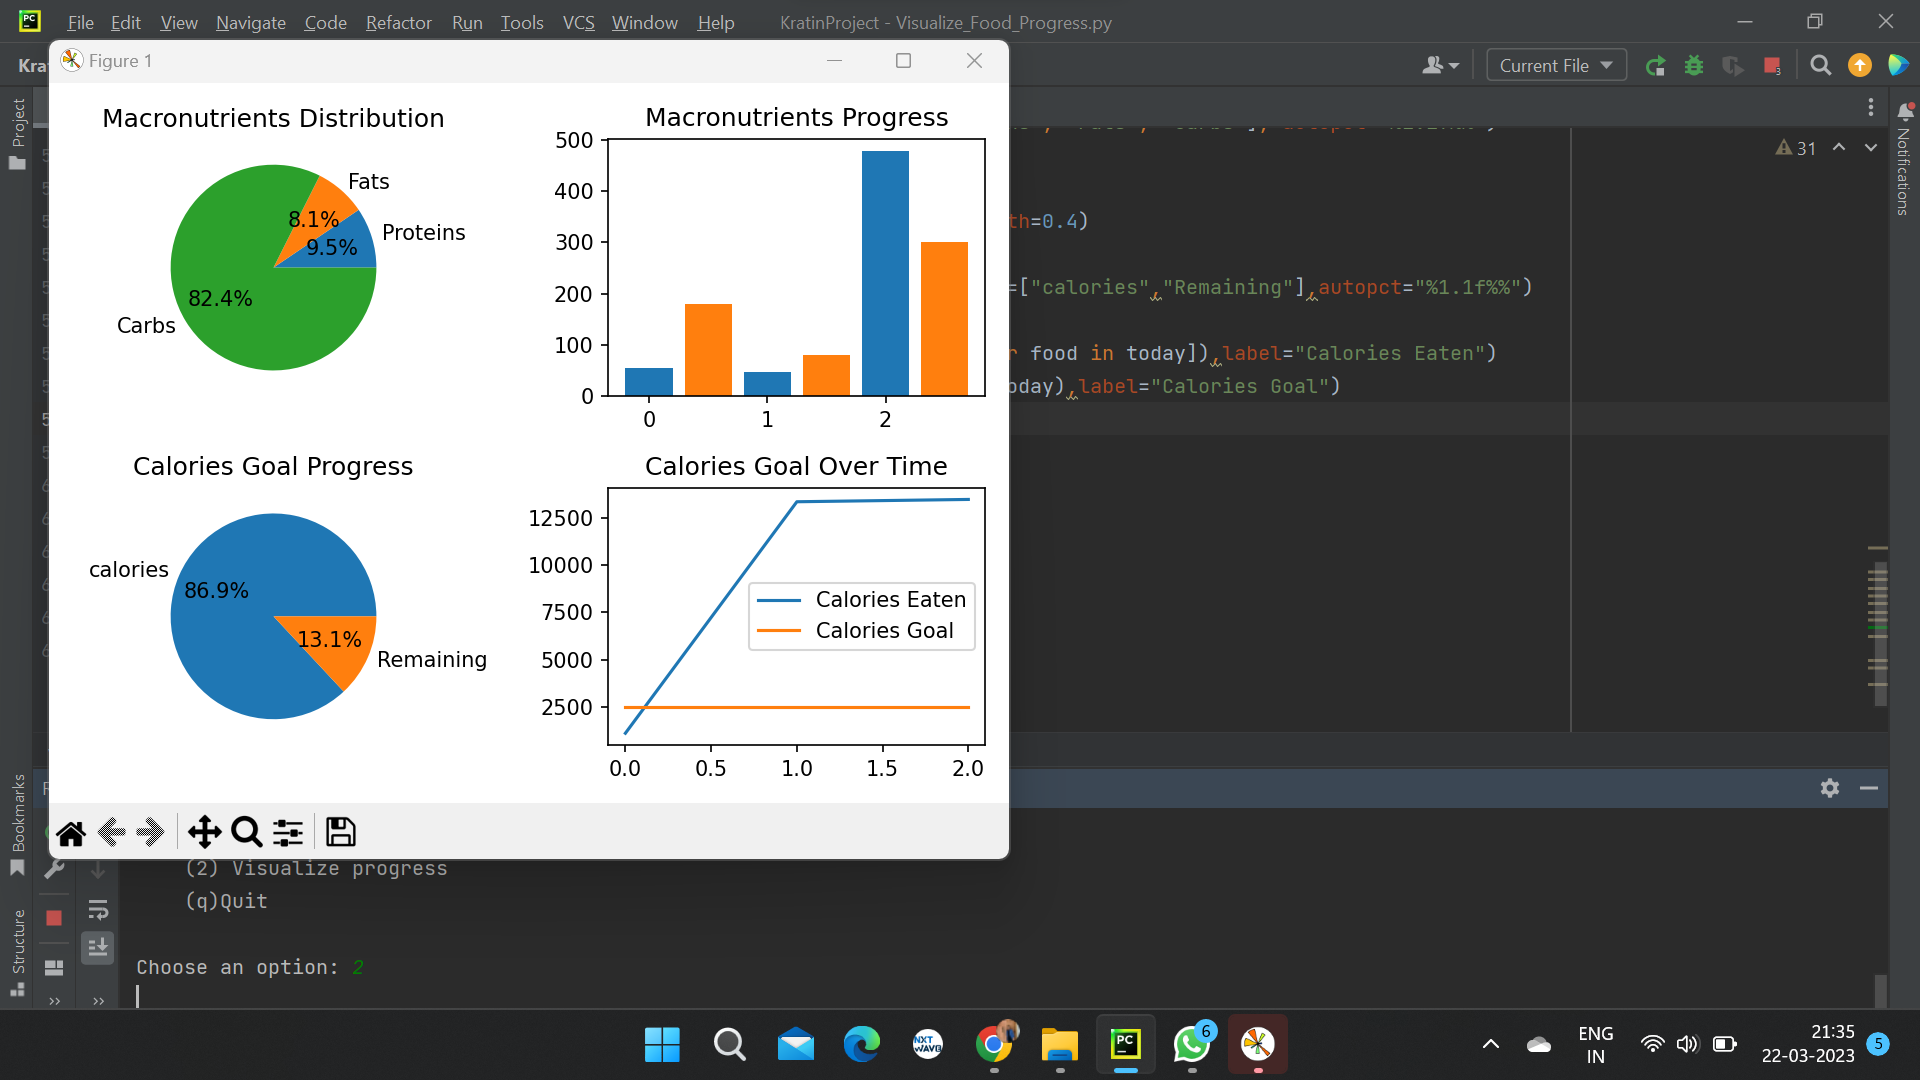 PC File Edit View Navigate Code Refactor Run Tools VCS Window Help KratinProject - Visualize_Food_Progress.py
Current File
Project
Notifications
31
Figure 1
Macronutrients Distribution
Fats
8.1%
Proteins
9.5%
82.4%
Carbs
Macronutrients Progress
500
400
300
200
100
0
0 1 2
Calories Goal Progress
calories
86.9%
13.1%
Remaining
Calories Goal Over Time
12500
10000
7500
5000
2500
Calories Eaten
Calories Goal
0.0 0.5 1.0 1.5 2.0
th=0.4)
=["calories","Remaining"],autopct="%1.1f%%")
r food in today]),label="Calories Eaten")
oday),label="Calories Goal")
Bookmarks
Structure
(2) Visualize progress
(q)Quit
Choose an option: 2
NXT WAVE
PC
6
ENG
IN
21:35
22-03-2023
5